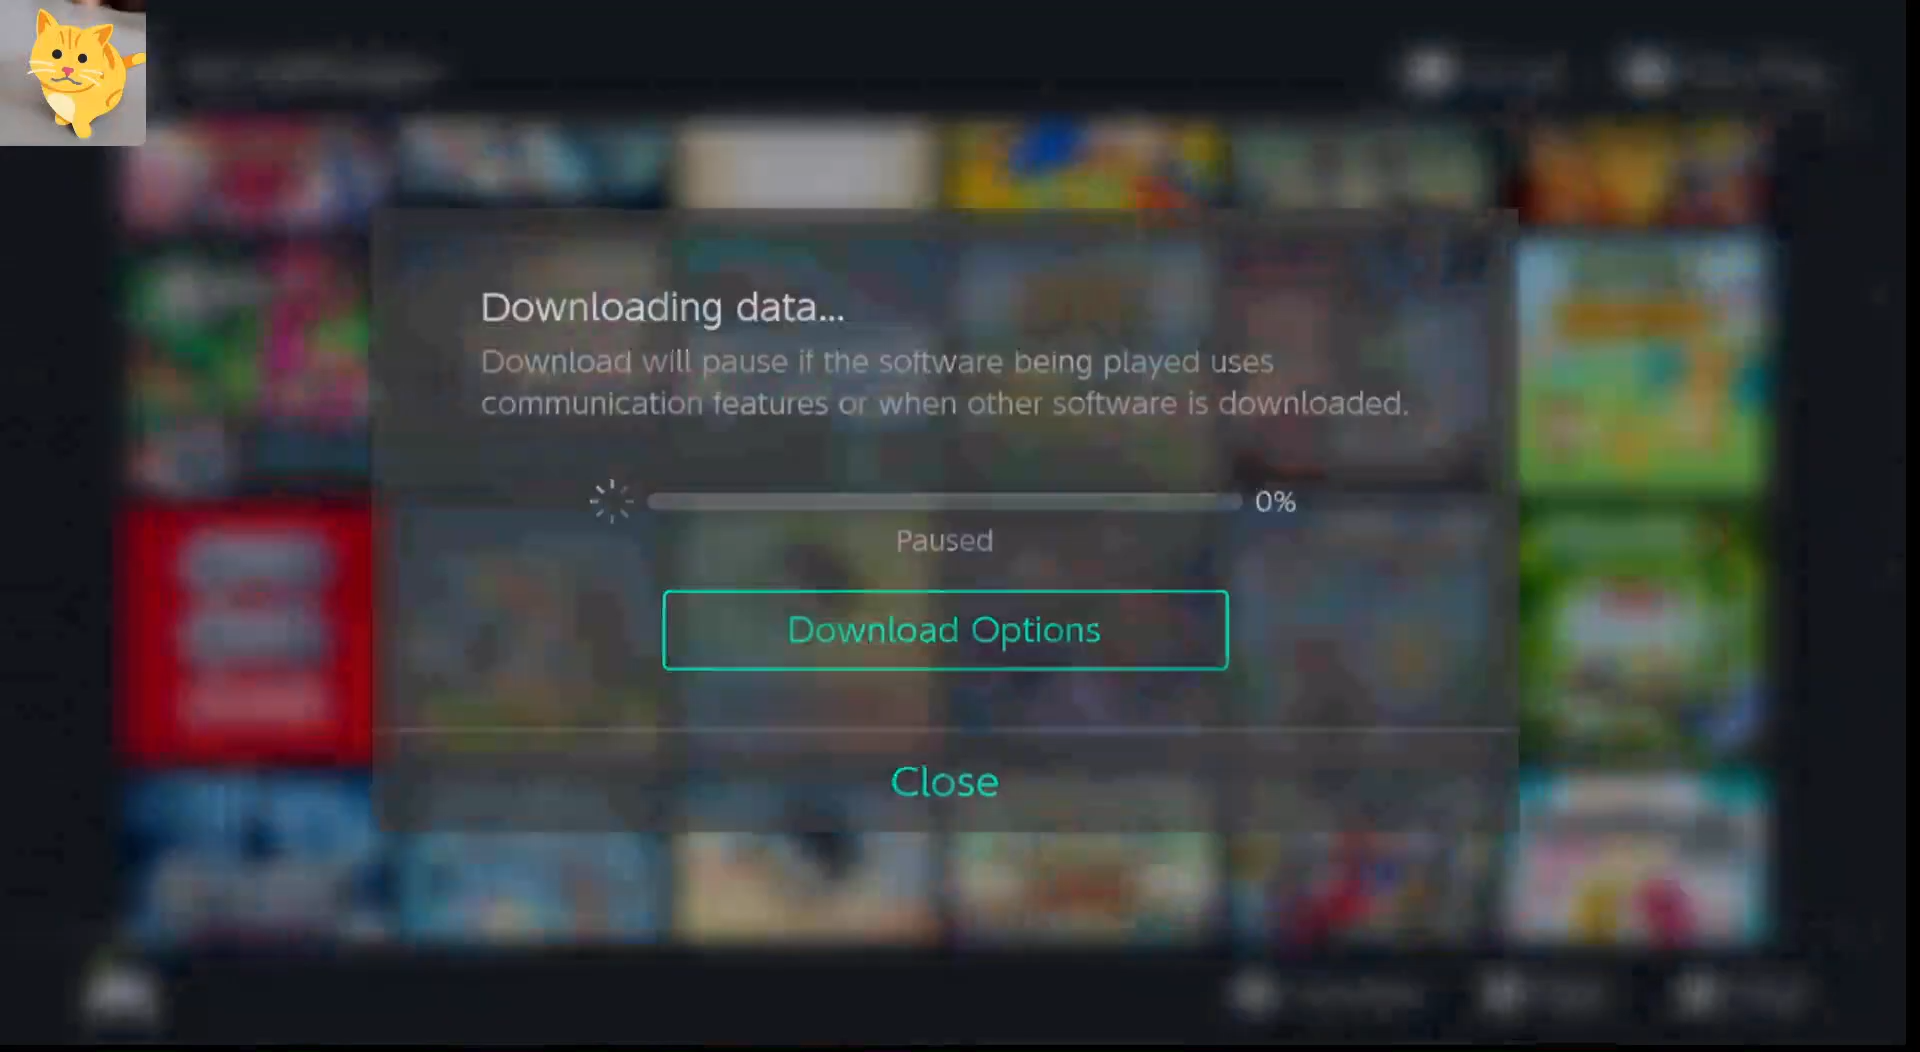 Downloading data...
Download will pause if the software being played uses
communication features or when other software is downloaded.
0%
Paused
Download Options
Close